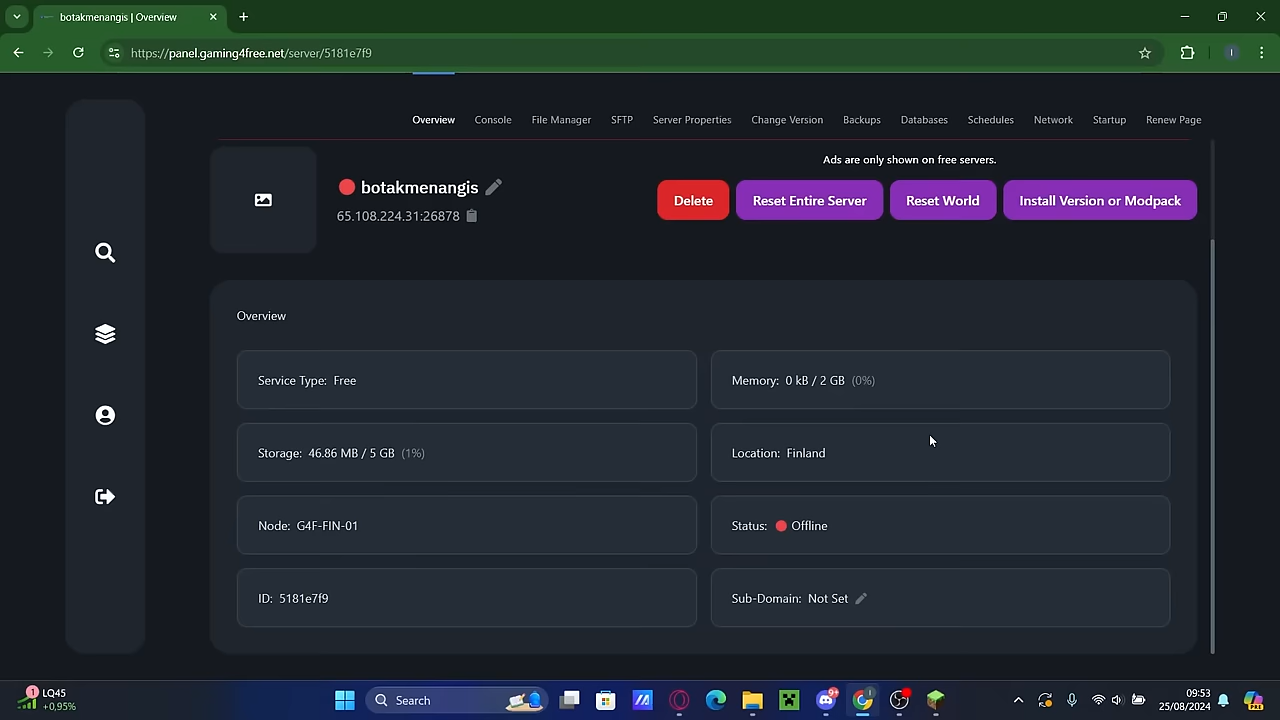 botakmenangis | Overview
https://panel.gaming4free.net/server/5181e7f9
I
Overview Console File Manager SFTP Server Properties Change Version Backups Databases Schedules Network Startup Renew Page
Ads are only shown on free servers.
botakmenangis
65.108.224.31:26878
Delete Reset Entire Server Reset World Install Version or Modpack
Overview
Service Type: Free
Memory: 0 kB / 2 GB (0%)
Storage: 46.86 MB / 5 GB (1%)
Location: Finland
Node: G4F-FIN-01
Status: Offline
ID: 5181e7f9
Sub-Domain: Not Set
1
LQ45
+0.95%
Search
9+
09:53
25/08/2024